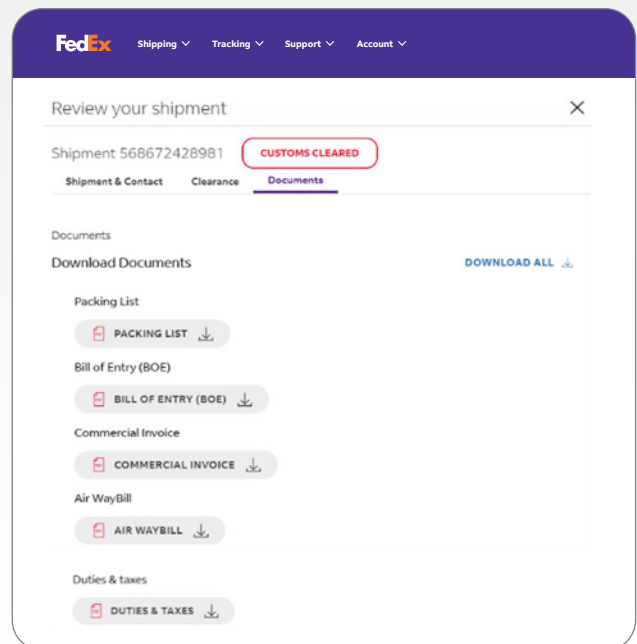 FedEx Shipping Tracking Support Account
Review your shipment
Shipment 568672428981 CUSTOMS CLEARED
Shipment & Contact Clearance Documents
Documents
Download Documents DOWNLOAD ALL
Packing List
PACKING LIST
Bill of Entry (BOE)
BILL OF ENTRY (BOE)
Commercial Invoice
COMMERCIAL INVOICE
Air WayBill
AIR WAYBILL
Duties & taxes
DUTIES & TAXES